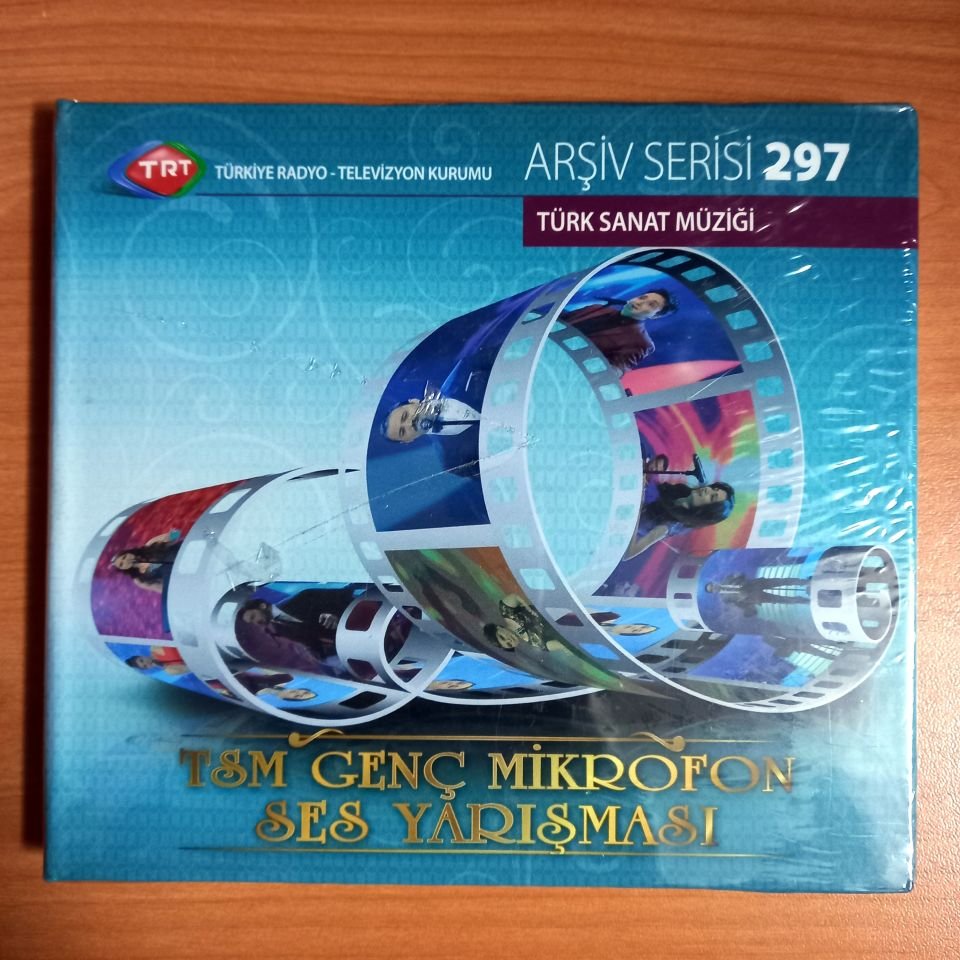 TRT
TÜRKİYE RADYO - TELEVİZYON KURUMU
ARŞİV SERİSİ 297
TÜRK SANAT MÜZİĞİ
TSM GENÇ MİKROFON
SES YARIŞMASI